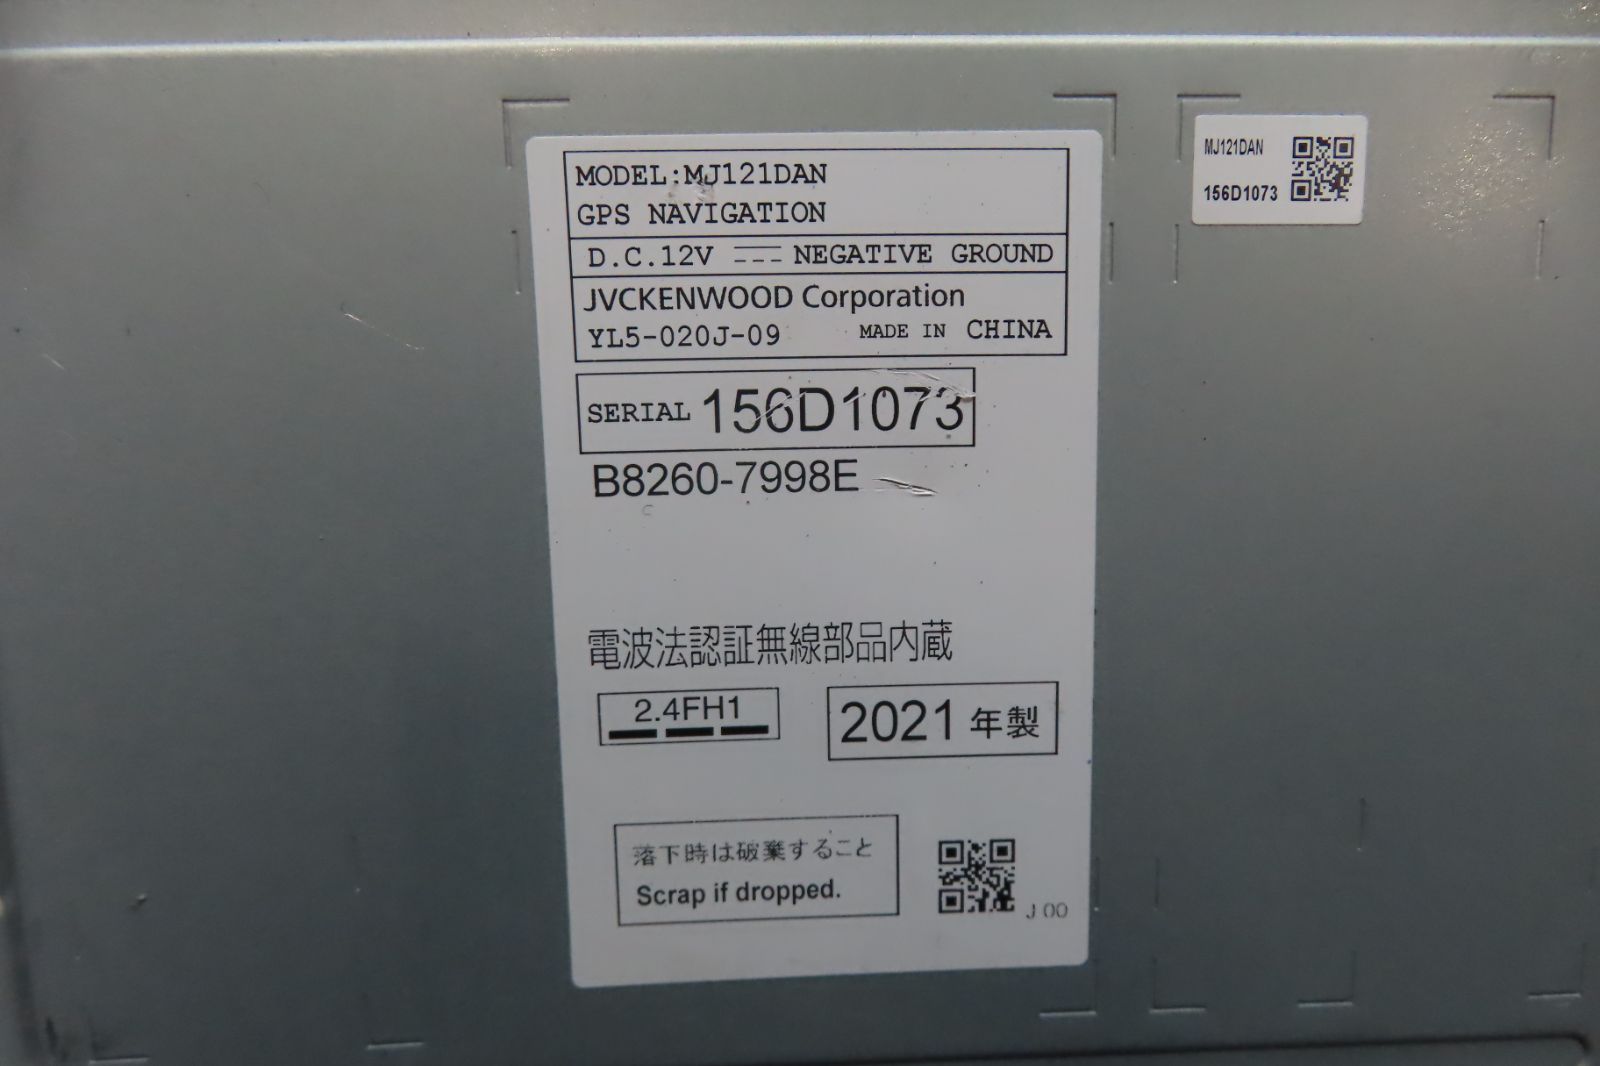 MODEL:MJ121DAN
GPS NAVIGATION
D.C.12V NEGATIVE GROUND
JVCKENWOOD Corporation
YL5-020J-09 MADE IN CHINA
SERIAL 156D1073
B8260-7998E
電波法認証無線部品内蔵
2.4FH1
2021 年製
落下時は破棄すること
Scrap if dropped.
J 00
MJ121DAN
156D1073